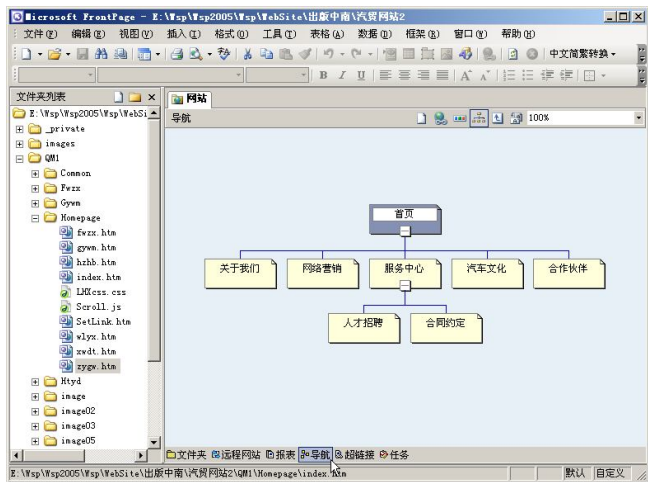 Microsoft FrontPage - E:\Wsp\Wsp2005\Wsp\WebSite\出版中南\汽贸网站2
文件(F) 编辑(E) 视图(V) 插入(I) 格式(O) 工具(T) 表格(A) 数据(D) 框架(R) 窗口(W) 帮助(H)
中文简繁转换
B I U A A
文件夹列表
网站
E:\Wsp\Wsp2005\Wsp\WebSi
导航
100%
_private
images
QM1
Common
Fwzx
Gywm
Homepage
fwzx.htm
gywm.htm
hzhb.htm
index.htm
LHXcss.css
Scroll.js
SetLink.htm
wlyx.htm
xwdt.htm
zygw.htm
Htyd
image
image02
image03
image05
首页
关于我们 网络营销 服务中心 汽车文化 合作伙伴
人才招聘 合同约定
文件夹 远程网站 报表 导航 超链接 任务
E:\Wsp\Wsp2005\Wsp\WebSite\出版中南\汽贸网站2\QM1\Homepage\index.htm 默认 自定义